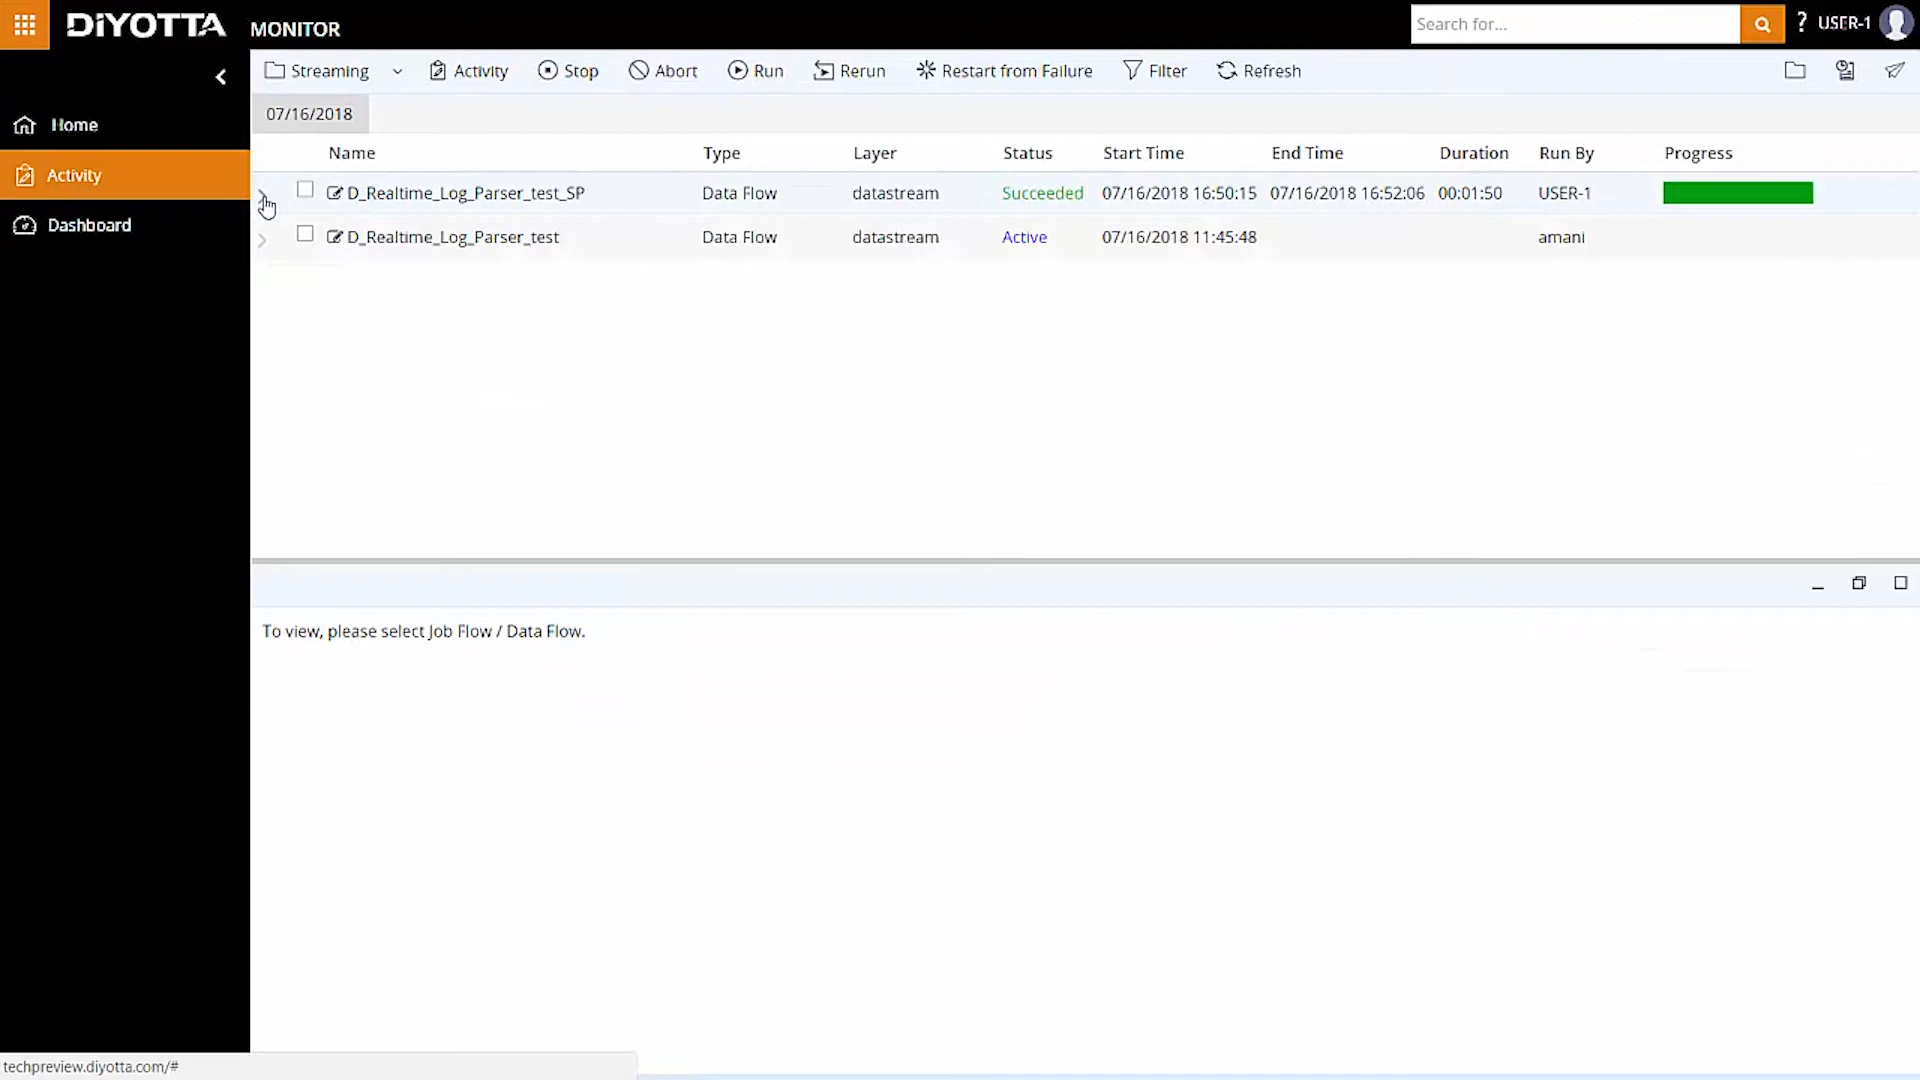 DiYOTTA MONITOR Search for... ? USER-1
Streaming Activity Stop Abort Run Rerun Restart from Failure Filter Refresh
Home
Activity
Dashboard
07/16/2018
Name Type Layer Status Start Time End Time Duration Run By Progress
D_Realtime_Log_Parser_test_SP Data Flow datastream Succeeded 07/16/2018 16:50:15 07/16/2018 16:52:06 00:01:50 USER-1
D_Realtime_Log_Parser_test Data Flow datastream Active 07/16/2018 11:45:48 amani
To view, please select Job Flow / Data Flow.
techpreview.diyotta.com/#